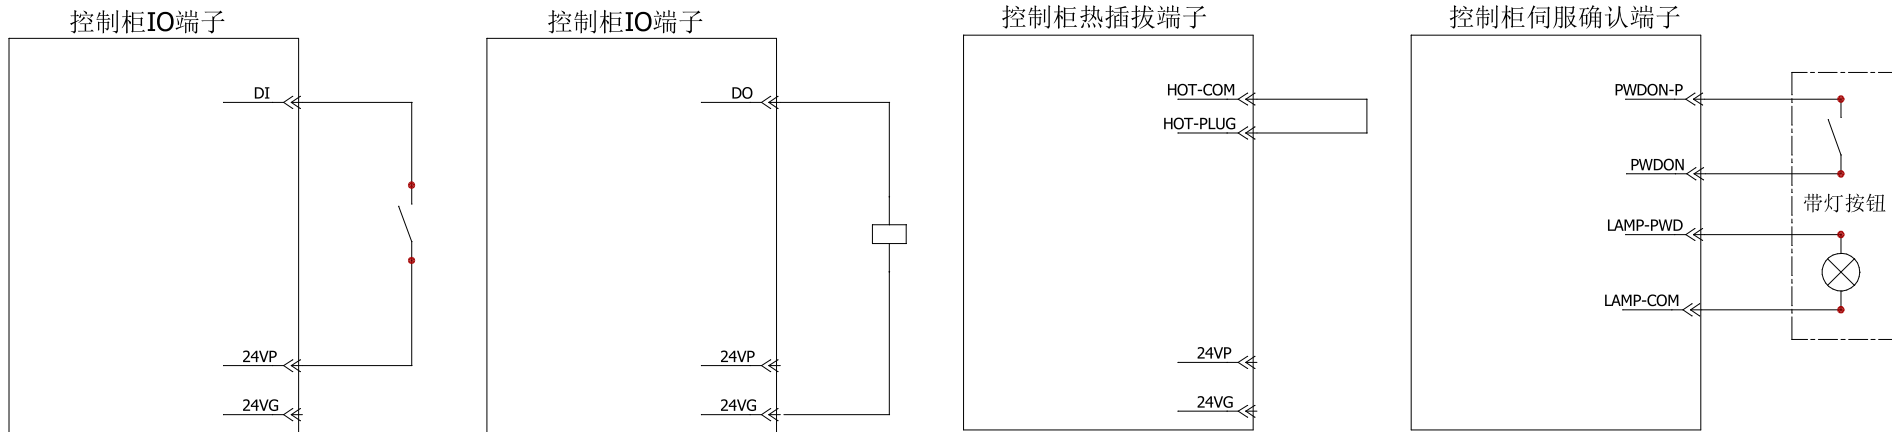 控制柜IO端子
DI
24VP
24VG
控制柜IO端子
DO
24VP
24VG
控制柜热插拔端子
HOT-COM
HOT-PLUG
24VP
24VG
控制柜伺服确认端子
PWDON-P
PWDON
带灯按钮
LAMP-PWD
LAMP-COM